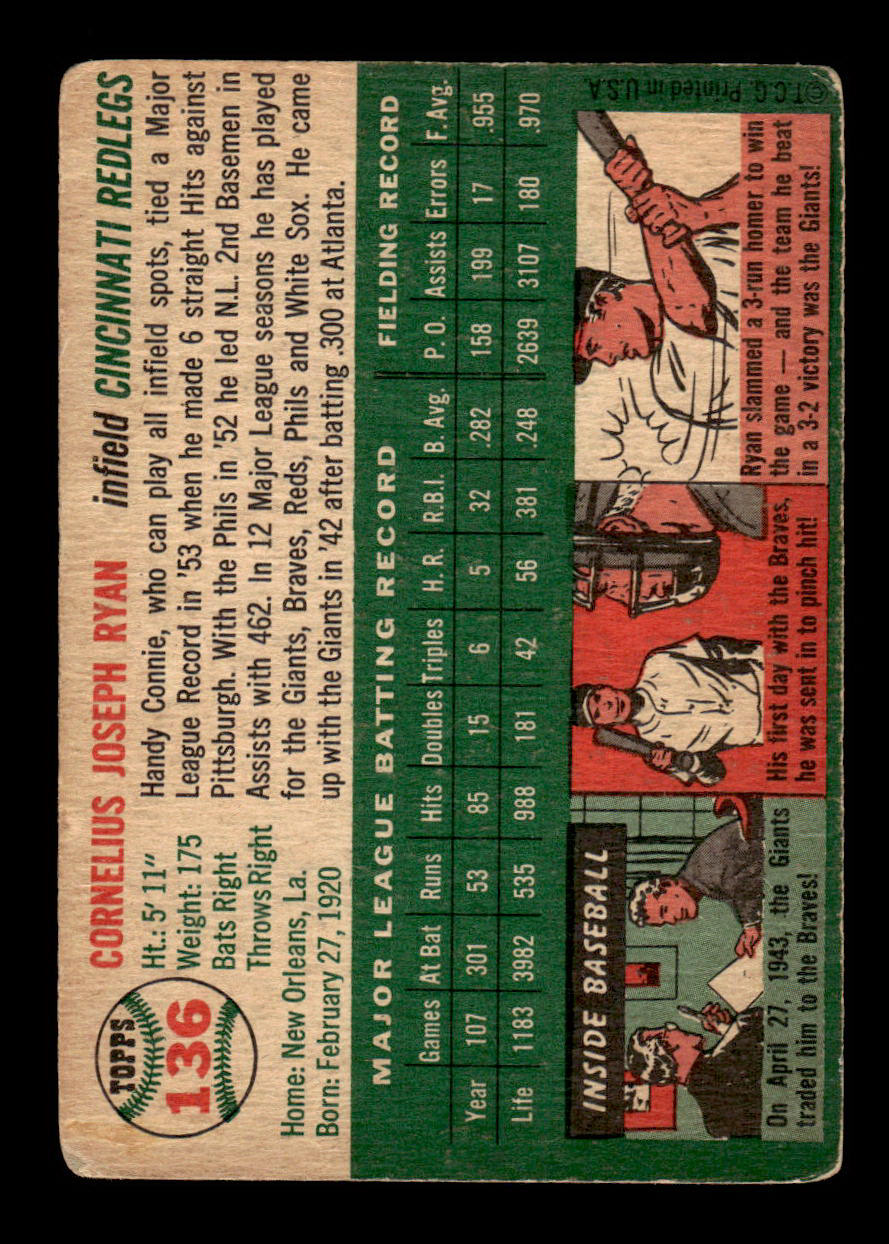 TOPPS
136
CORNELIUS JOSEPH RYAN infield CINCINNATI REDLEGS
Ht.: 5' 11"
Weight: 175
Bats Right
Throws Right
Home: New Orleans, La.
Born: February 27, 1920
Handy Connie, who can play all infield spots, tied a Major
League Record in '53 when he made 6 straight Hits against
Pittsburgh. With the Phils in '52 he led N.L. 2nd Basemen in
Assists with 462. In 12 Major League seasons he has played
for the Giants, Braves, Reds, Phils and White Sox. He came
up with the Giants in '42 after batting .300 at Atlanta.
MAJOR LEAGUE BATTING RECORD FIELDING RECORD
Games At Bat Runs Hits Doubles Triples H. R. R.B.I. B. Avg. P. O. Assists Errors F. Avg.
Year 107 301 53 85 15 6 5 32 .282 158 199 17 .955
Life 1183 3982 535 988 181 42 56 381 .248 2639 3107 180 .970
INSIDE BASEBALL
On April 27, 1943, the Giants
traded him to the Braves!
His first day with the Braves,
he was sent in to pinch hit!
Ryan slammed a 3-run homer to win
the game — and the team he beat
in a 3-2 victory was the Giants!
©T.C.G. Printed in U.S.A.